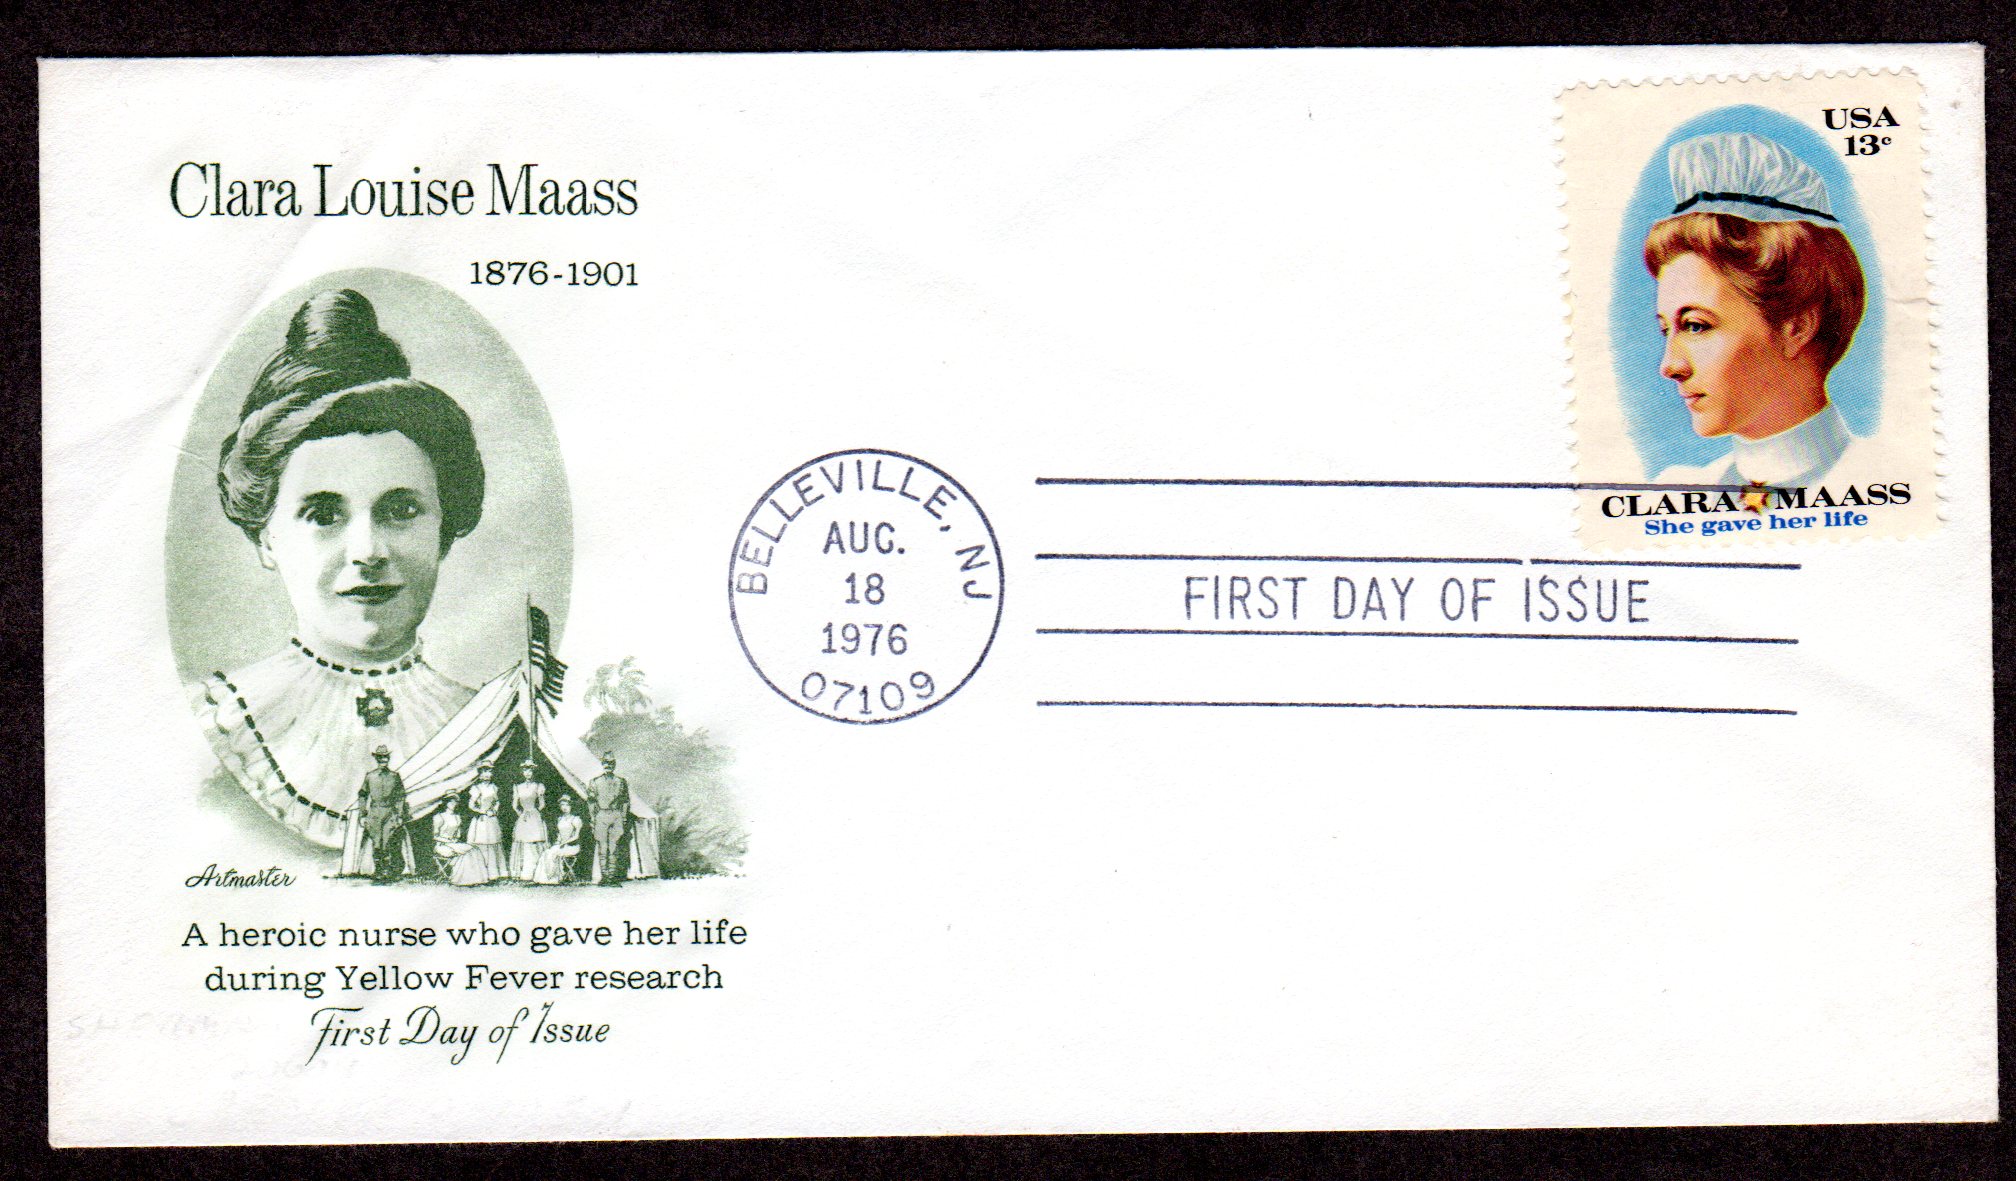 Clara Louise Maass
1876-1901
USA
13c
CLARA MAASS
She gave her life
BELLEVILLE, NJ
AUG.
18
1976
07109
FIRST DAY OF ISSUE
Artmaster
A heroic nurse who gave her life
during Yellow Fever research
First Day of Issue